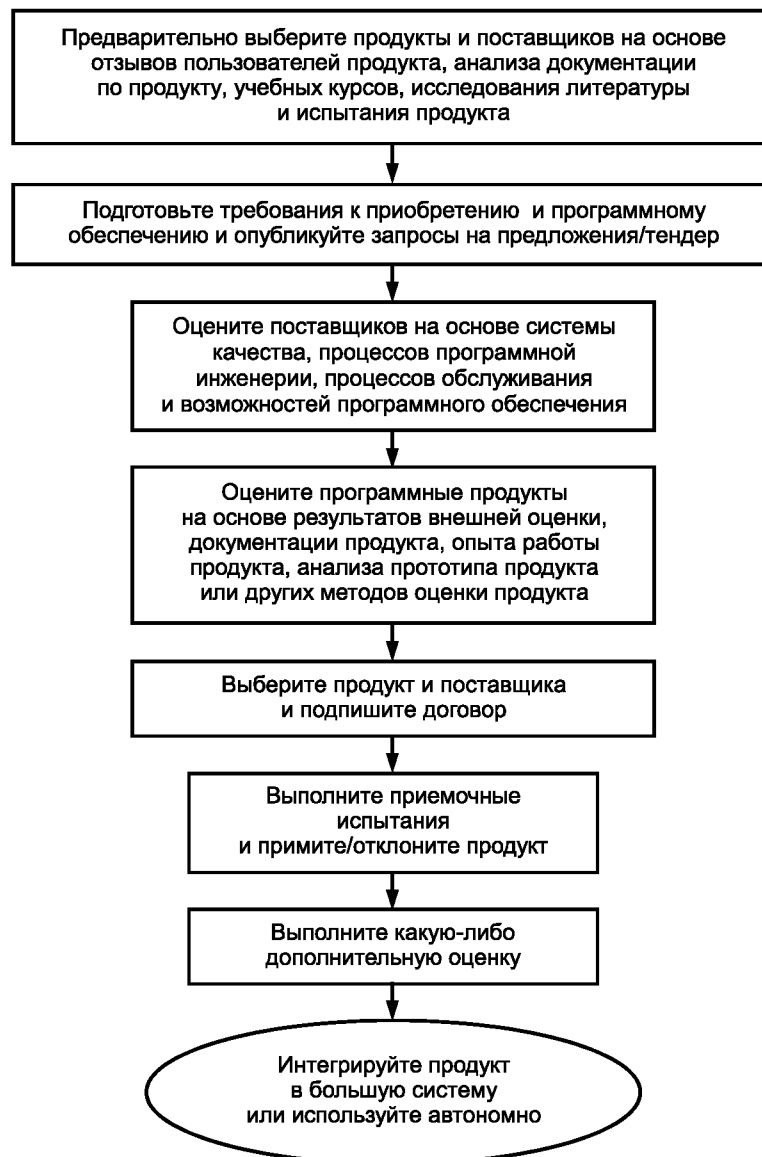 Предварительно выберите продукты и поставщиков на основе
отзывов пользователей продукта, анализа документации
по продукту, учебных курсов, исследования литературы
и испытания продукта
Подготовьте требования к приобретению и программному
обеспечению и опубликуйте запросы на предложения/тендер
Оцените поставщиков на основе системы
качества, процессов программной
инженерии, процессов обслуживания
и возможностей программного обеспечения
Оцените программные продукты
на основе результатов внешней оценки,
документации продукта, опыта работы
продукта, анализа прототипа продукта
или других методов оценки продукта
Выберите продукт и поставщика
и подпишите договор
Выполните приемочные
испытания
и примите/отклоните продукт
Выполните какую-либо
дополнительную оценку
Интегрируйте продукт
в большую систему
или используйте автономно